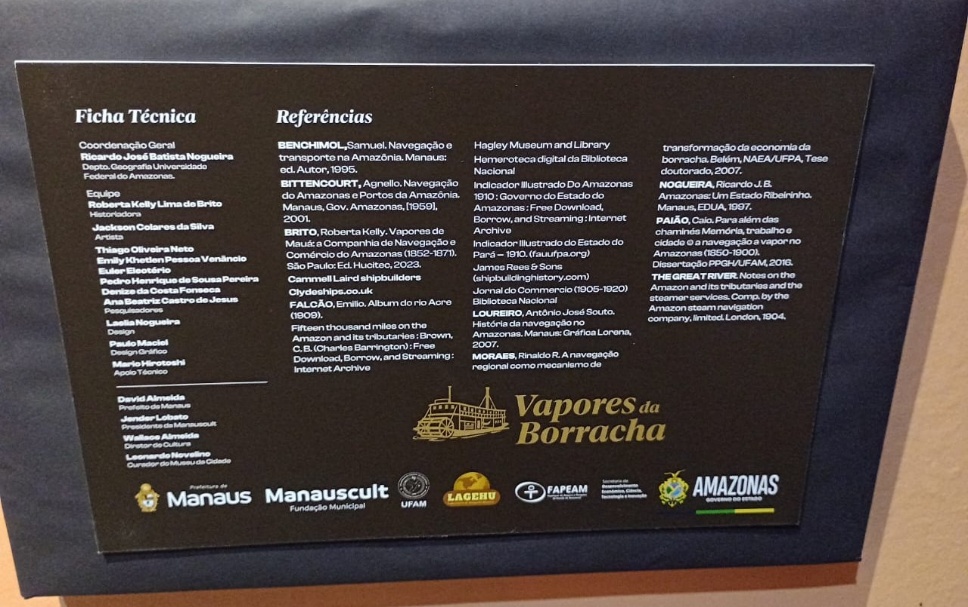 Ficha Técnica
Coordenação Geral
Ricardo José Batista Nogueira
Depto. Geografia Universidade
Federal do Amazonas.
Equipe
Roberta Kelly Lima de Brito
Historiadora
Jackson Colares da Silva
Artista
Thiago Oliveira Neto
Emily Khetlen Pessoa Venâncio
Euler Eleotério
Pedro Henrique de Sousa Pereira
Denize da Costa Fonseca
Ana Beatriz Castro de Jesus
Pesquisadores
Laelia Nogueira
Design
Paulo Maciel
Design Gráfico
Mario Hirotoshi
Apoio Técnico
David Almeida
Prefeito de Manaus
Jender Lobato
Presidente da Manauscult
Wallace Almeida
Diretor de Cultura
Leonardo Novelino
Curador do Museu da Cidade
Referências
BENCHIMOL,Samuel. Navegação e
transporte na Amazônia. Manaus:
ed. Autor, 1995.
BITTENCOURT, Agnello. Navegação
do Amazonas e Portos da Amazônia.
Manaus, Gov. Amazonas, [1959],
2001.
BRITO, Roberta Kelly. Vapores de
Mauá: a Companhia de Navegação e
Comércio do Amazonas (1852-1871).
São Paulo: Ed. Hucitec, 2023.
Cammell Laird shipbuilders
Clydeships.co.uk
FALCÃO, Emilio. Album do rio Acre
(1909).
Fifteen thousand miles on the
Amazon and its tributaries : Brown,
C. B. (Charles Barrington) : Free
Download, Borrow, and Streaming :
Internet Archive
Hagley Museum and Library
Hemeroteca digital da Biblioteca
Nacional
Indicador Illustrado Do Amazonas
1910 : Governo do Estado do
Amazonas : Free Download,
Borrow, and Streaming : Internet
Archive
Indicador Illustrado do Estado do
Pará – 1910. (fauufpa.org)
James Rees & Sons
(shipbuildinghistory.com)
Jornal do Commercio (1905-1920)
Biblioteca Nacional
LOUREIRO, Antônio José Souto.
História da navegação no
Amazonas. Manaus: Gráfica Lorena,
2007.
MORAES, Rinaldo R. A navegação
regional como mecanismo de
transformação da economia da
borracha. Belém, NAEA/UFPA, Tese
doutorado, 2007.
NOGUEIRA, Ricardo J. B.
Amazonas: Um Estado Ribeirinho.
Manaus, EDUA, 1997.
PAIÃO, Caio. Para além das
chaminés Memória, trabalho e
cidade e a navegação a vapor no
Amazonas (1850-1900).
Dissertação PPGH/UFAM, 2016.
THE GREAT RIVER. Notes on the
Amazon and its tributaries and the
steamer services. Comp. by the
Amazon steam navigation
company, limited. London, 1904.
Vapores da
Borracha
Prefeitura de
Manaus
Manauscult
Fundação Municipal
UFAM
LAGEHU
FAPEAM
Secretaria de
Desenvolvimento
Econômico, Ciência,
Tecnologia e Inovação
AMAZONAS
GOVERNO DO ESTADO